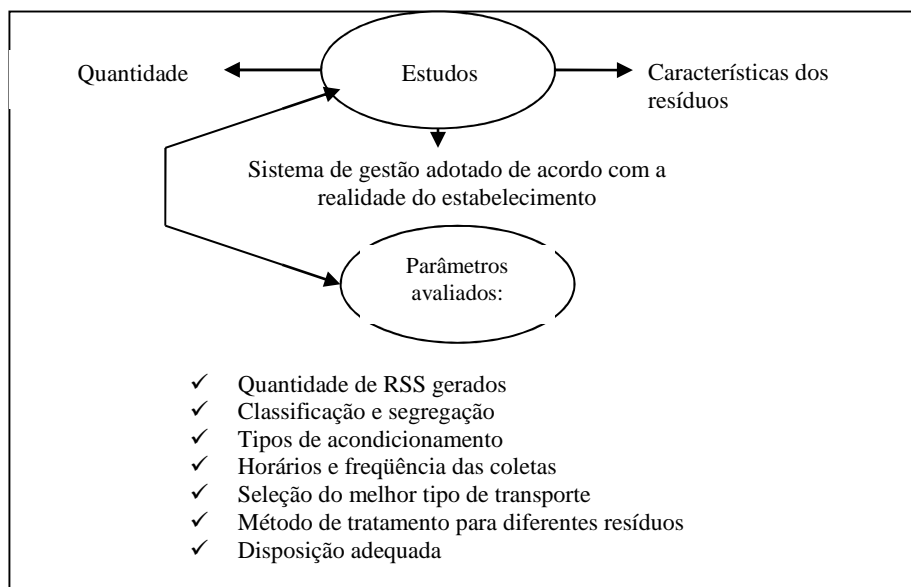 Quantidade
Estudos
Características dos
resíduos
Sistema de gestão adotado de acordo com a
realidade do estabelecimento
Parâmetros
avaliados:
✓ Quantidade de RSS gerados
✓ Classificação e segregação
✓ Tipos de acondicionamento
✓ Horários e freqüência das coletas
✓ Seleção do melhor tipo de transporte
✓ Método de tratamento para diferentes resíduos
✓ Disposição adequada